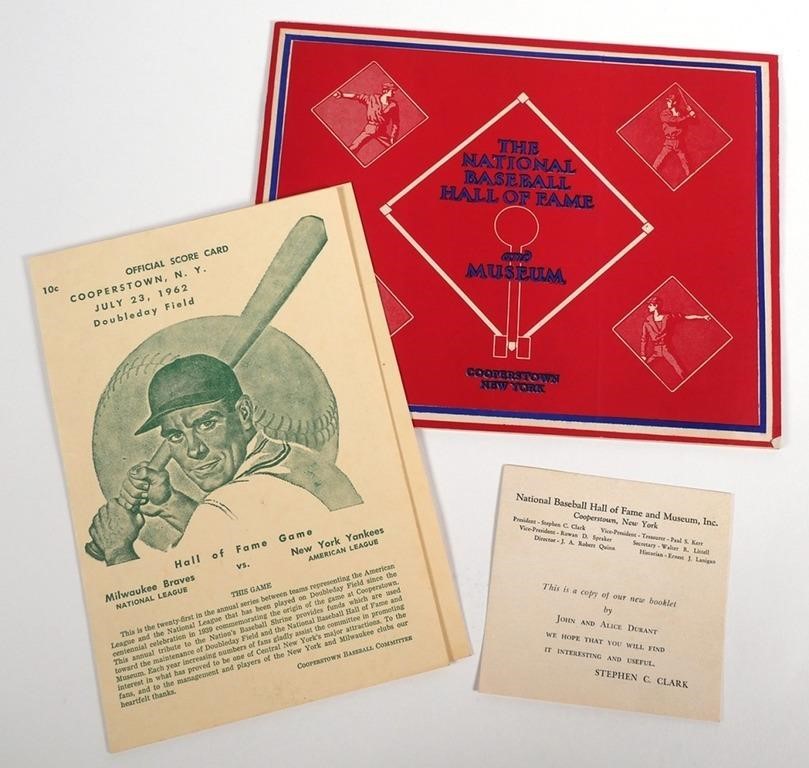 THE
NATIONAL
BASEBALL
HALL OF FAME
and
MUSEUM
COOPERSTOWN
NEW YORK
OFFICIAL SCORE CARD
10c
COOPERSTOWN, N. Y.
JULY 23, 1962
Doubleday Field
Hall of Fame Game
Milwaukee Braves
NATIONAL LEAGUE
vs.
New York Yankees
AMERICAN LEAGUE
THIS GAME
This is the twenty-first in the annual series between teams representing the American
League and the National League that has been played on Doubleday Field since the
centennial celebration in 1939 commemorating the origin of the game at Cooperstown.
This annual tribute to the Nation's Baseball Shrine provides funds which are used
toward the maintenance of Doubleday Field and the National Baseball Hall of Fame and
Museum. Each year increasing numbers of fans gladly assist the committee in promoting
interest in what has proved to be one of Central New York's major attractions. To the
fans, and to the management and players of the New York and Milwaukee clubs our
heartfelt thanks.
COOPERSTOWN BASEBALL COMMITTEE
National Baseball Hall of Fame and Museum, Inc.
Cooperstown, New York
President - Stephen C. Clark Vice-President - Treasurer - Paul S. Kerr
Vice-President - Rowan D. Spraker Secretary - Walter R. Littell
Director - J. A. Robert Quinn Historian - Ernest J. Lanigan
This is a copy of our new booklet
by
JOHN AND ALICE DURANT
WE HOPE THAT YOU WILL FIND
IT INTERESTING AND USEFUL.
STEPHEN C. CLARK